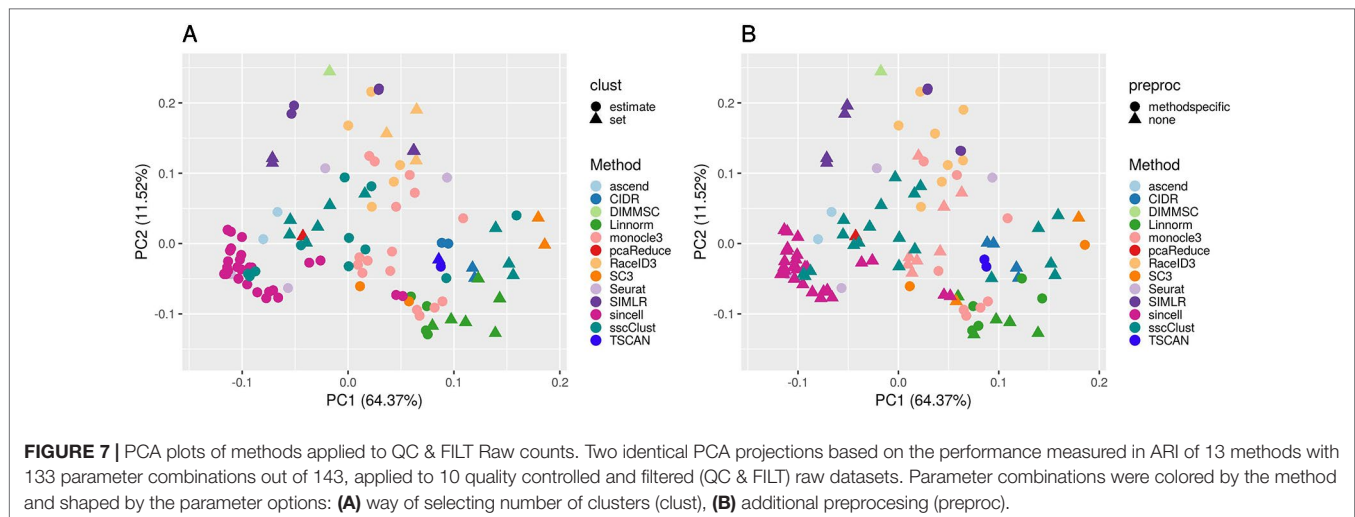 A
PC2 (11.52%)
0.2
0.1
0.0
-0.1
-0.1
0.0
0.1
0.2
PC1 (64.37%)
clust
estimate
set
Method
ascend
CIDR
DIMMSC
Linnorm
monocle3
pcaReduce
RaceID3
SC3
Seurat
SIMLR
sincell
sscClust
TSCAN
B
PC2 (11.52%)
0.2
0.1
0.0
-0.1
-0.1
0.0
0.1
0.2
PC1 (64.37%)
preproc
methodspecific
none
Method
ascend
CIDR
DIMMSC
Linnorm
monocle3
pcaReduce
RaceID3
SC3
Seurat
SIMLR
sincell
sscClust
TSCAN
FIGURE 7 | PCA plots of methods applied to QC & FILT Raw counts. Two identical PCA projections based on the performance measured in ARI of 13 methods with
133 parameter combinations out of 143, applied to 10 quality controlled and filtered (QC & FILT) raw datasets. Parameter combinations were colored by the method
and shaped by the parameter options: (A) way of selecting number of clusters (clust), (B) additional preprocesing (preproc).